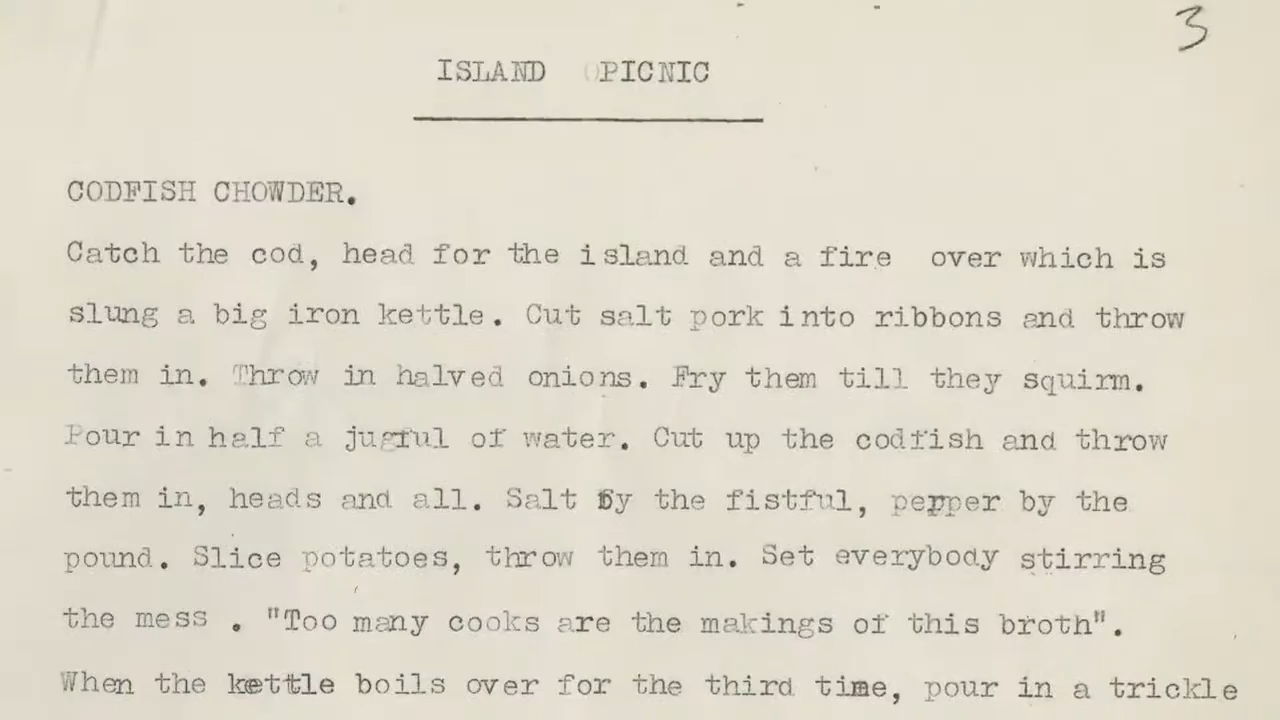 3
ISLAND PICNIC
CODFISH CHOWDER.
Catch the cod, head for the island and a fire over which is
slung a big iron kettle. Cut salt pork into ribbons and throw
them in. Throw in halved onions. Fry them till they squirm.
Pour in half a jugful of water. Cut up the codfish and throw
them in, heads and all. Salt By the fistful, pepper by the
pound. Slice potatoes, throw them in. Set everybody stirring
the mess . "Too many cooks are the makings of this broth".
When the kettle boils over for the third time, pour in a trickle